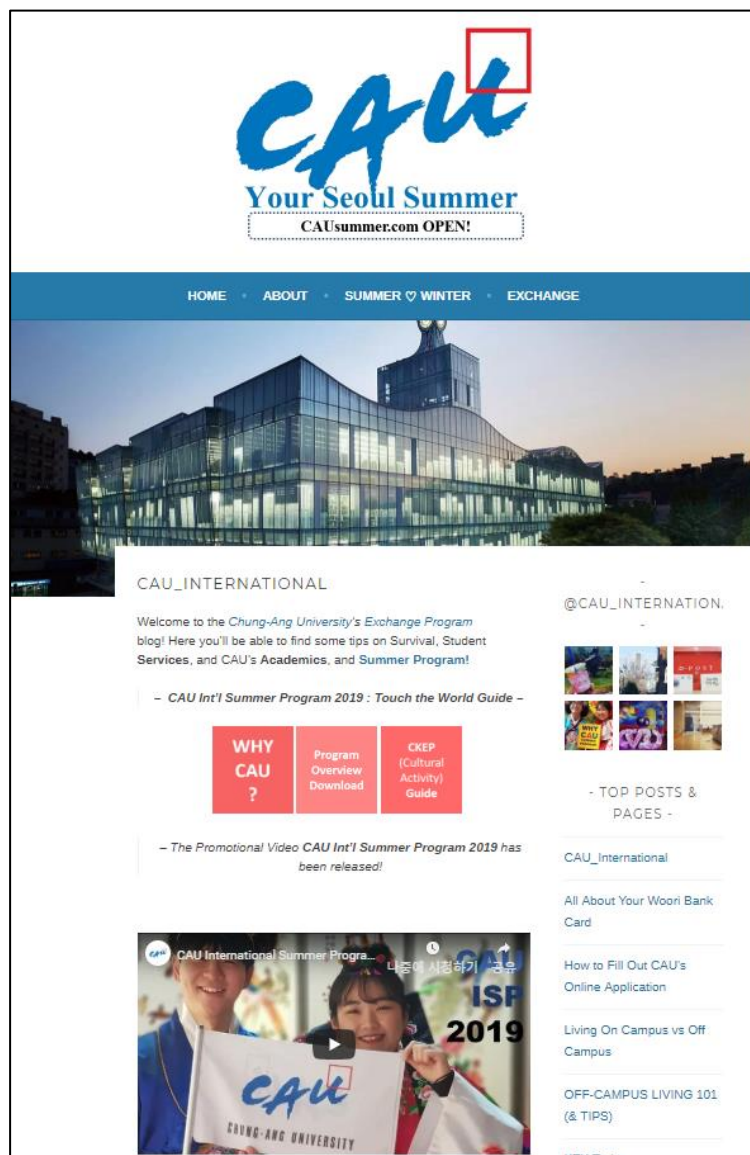 CAU
Your Seoul Summer
CAUsummer.com OPEN!
HOME • ABOUT • SUMMER ♡ WINTER • EXCHANGE
CAU_INTERNATIONAL
Welcome to the Chung-Ang University's Exchange Program
blog! Here you'll be able to find some tips on Survival, Student
Services, and CAU's Academics, and Summer Program!
– CAU Int'l Summer Program 2019 : Touch the World Guide –
WHY
CAU
?
Program
Overview
Download
CKEP
(Cultural
Activity)
Guide
– The Promotional Video CAU Int'l Summer Program 2019 has
been released!
CAU International Summer Progra...
나중에 시청하기
공유
CAU
ISP
2019
CAU
CHUNG-ANG UNIVERSITY
-
@CAU_INTERNATIONA
-
WHY
CAU
- TOP POSTS &
PAGES -
CAU_International
All About Your Woori Bank
Card
How to Fill Out CAU's
Online Application
Living On Campus vs Off
Campus
OFF-CAMPUS LIVING 101
(& TIPS)